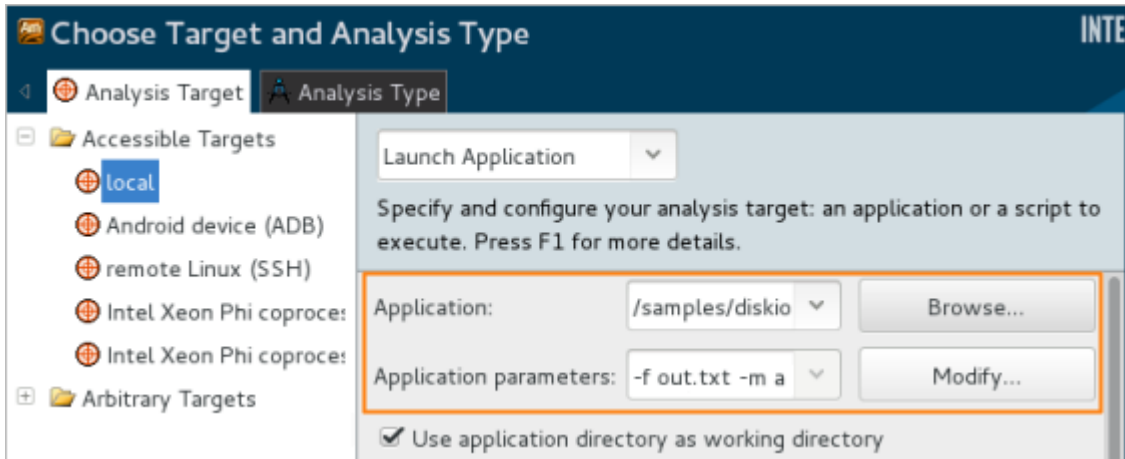 Choose Target and Analysis Type
INTE
Analysis Target
Analysis Type
Accessible Targets
local
Android device (ADB)
remote Linux (SSH)
Intel Xeon Phi coproces
Intel Xeon Phi coproces
Arbitrary Targets
Launch Application
Specify and configure your analysis target: an application or a script to
execute. Press F1 for more details.
Application:
/samples/diskio
Browse...
Application parameters:
-f out.txt -m a
Modify...
Use application directory as working directory